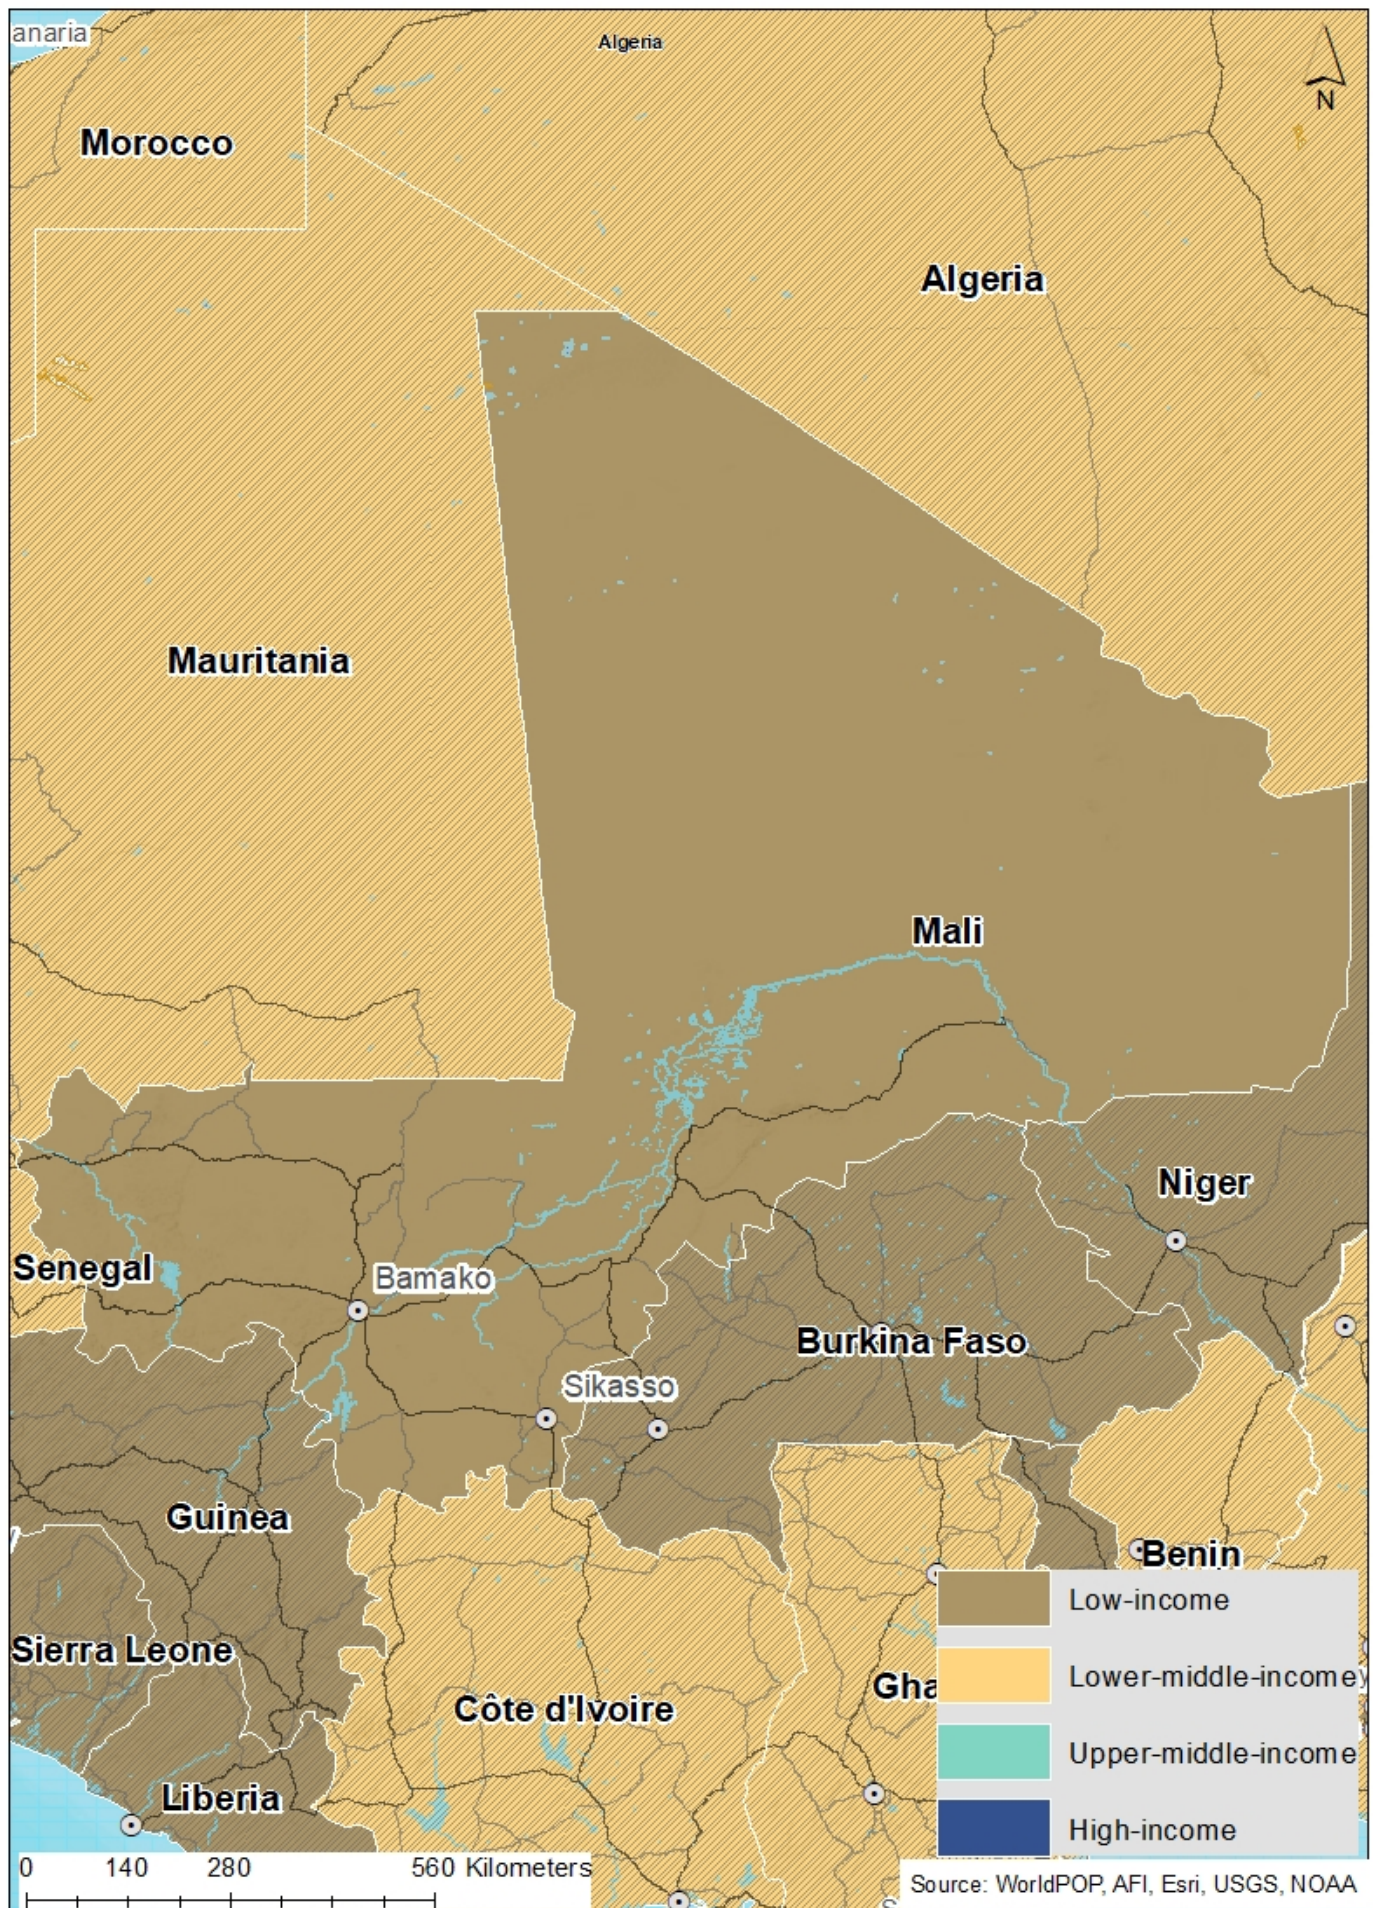 anaria
Algeria
N
Morocco
Algeria
Mauritania
Mali
Niger
Senegal
Bamako
Burkina Faso
Sikasso
Guinea
Benin
Low-income
Sierra Leone
Lower-middle-income
Gha
Côte d'Ivoire
Upper-middle-income
Liberia
High-income
0 140 280 560 Kilometers
Source: WorldPOP, AFI, Esri, USGS, NOAA